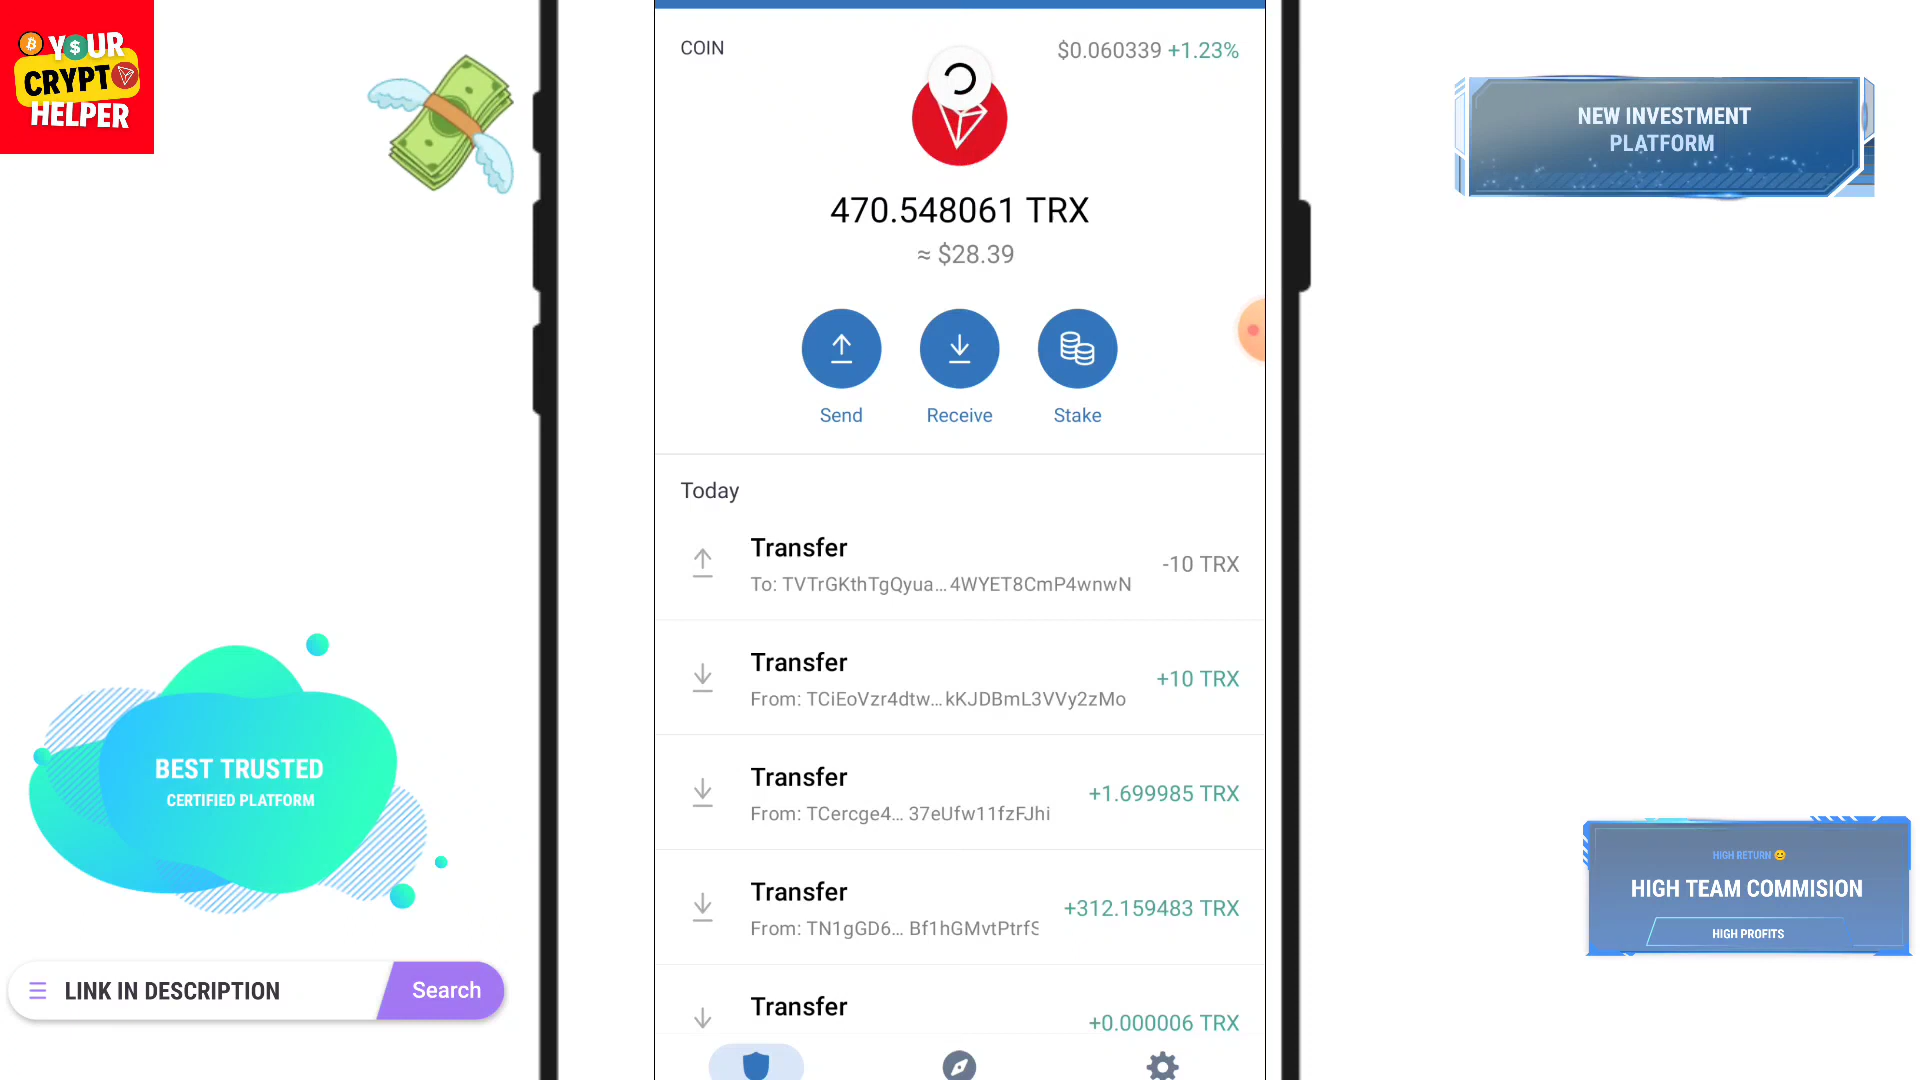 YOUR
CRYPTO
HELPER
COIN
$0.060339 +1.23%
470.548061 TRX
≈ $28.39
Send
Receive
Stake
Today
Transfer
-10 TRX
To: TVTrGKthTgQyua...4WYET8CmP4wnwN
Transfer
+10 TRX
From: TCiEoVzr4dtw...kKJDBmL3VVy2zMo
Transfer
+1.699985 TRX
From: TCercge4... 37eUfw11fzFJhi
Transfer
+312.159483 TRX
From: TN1gGD6... Bf1hGMvtPtrfS
Transfer
+0.000006 TRX
NEW INVESTMENT
PLATFORM
BEST TRUSTED
CERTIFIED PLATFORM
LINK IN DESCRIPTION
Search
HIGH RETURN 😊
HIGH TEAM COMMISION
HIGH PROFITS